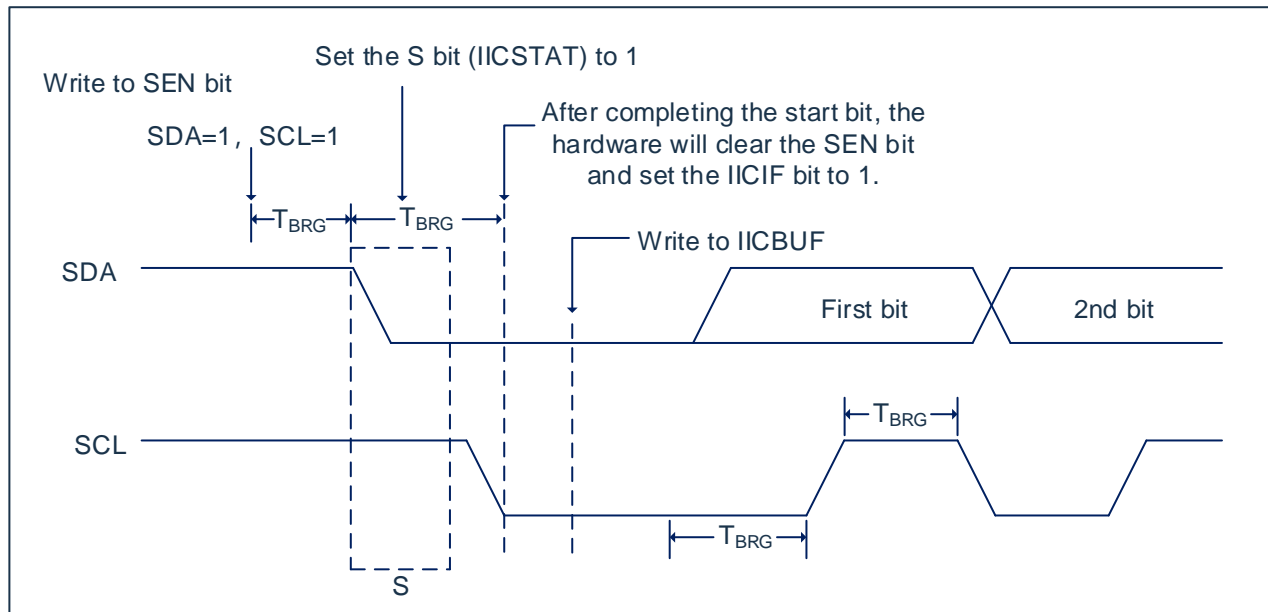 Set the S bit (IICSTAT) to 1
Write to SEN bit
SDA=1, SCL=1
After completing the start bit, the
hardware will clear the SEN bit
and set the IICIF bit to 1.
TBRG
TBRG
Write to IICBUF
SDA
First bit
2nd bit
TBRG
SCL
TBRG
S